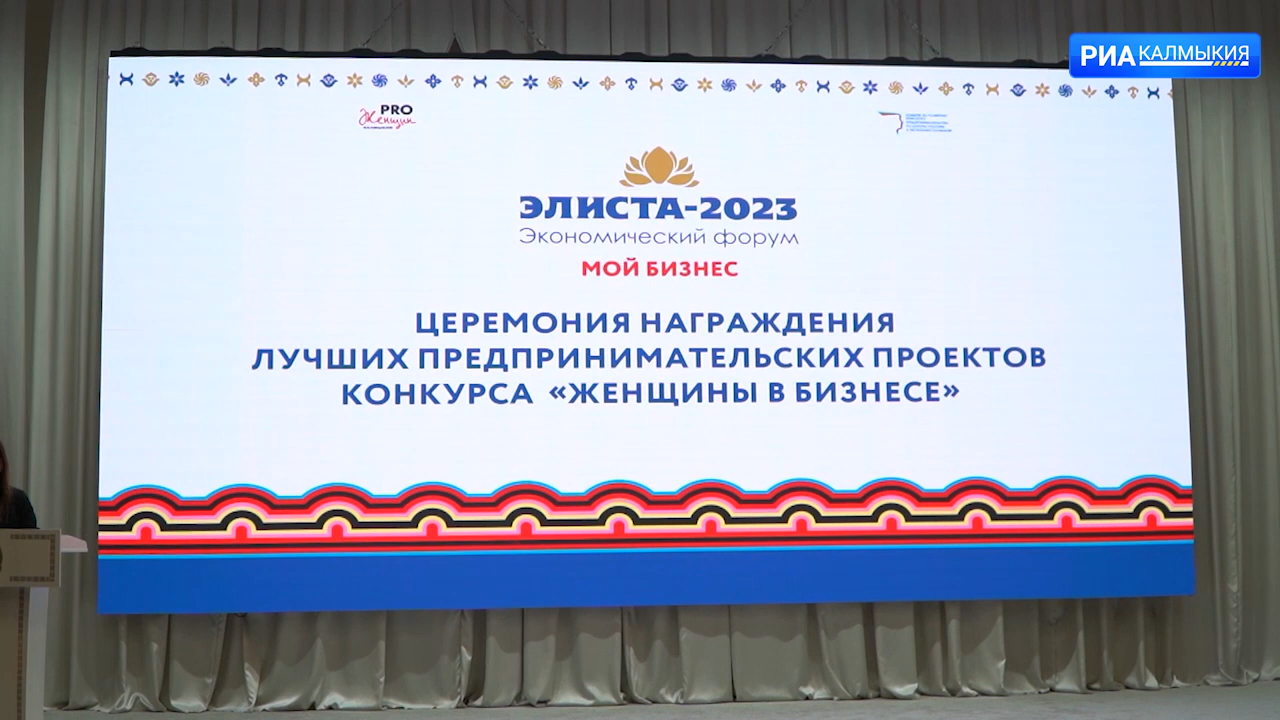 РИА КАЛМЫКИЯ
PRO
Женщин
ЭЛИСТА-2023
Экономический форум
МОЙ БИЗНЕС
ЦЕРЕМОНИЯ НАГРАЖДЕНИЯ
ЛУЧШИХ ПРЕДПРИНИМАТЕЛЬСКИХ ПРОЕКТОВ
КОНКУРСА «ЖЕНЩИНЫ В БИЗНЕСЕ»